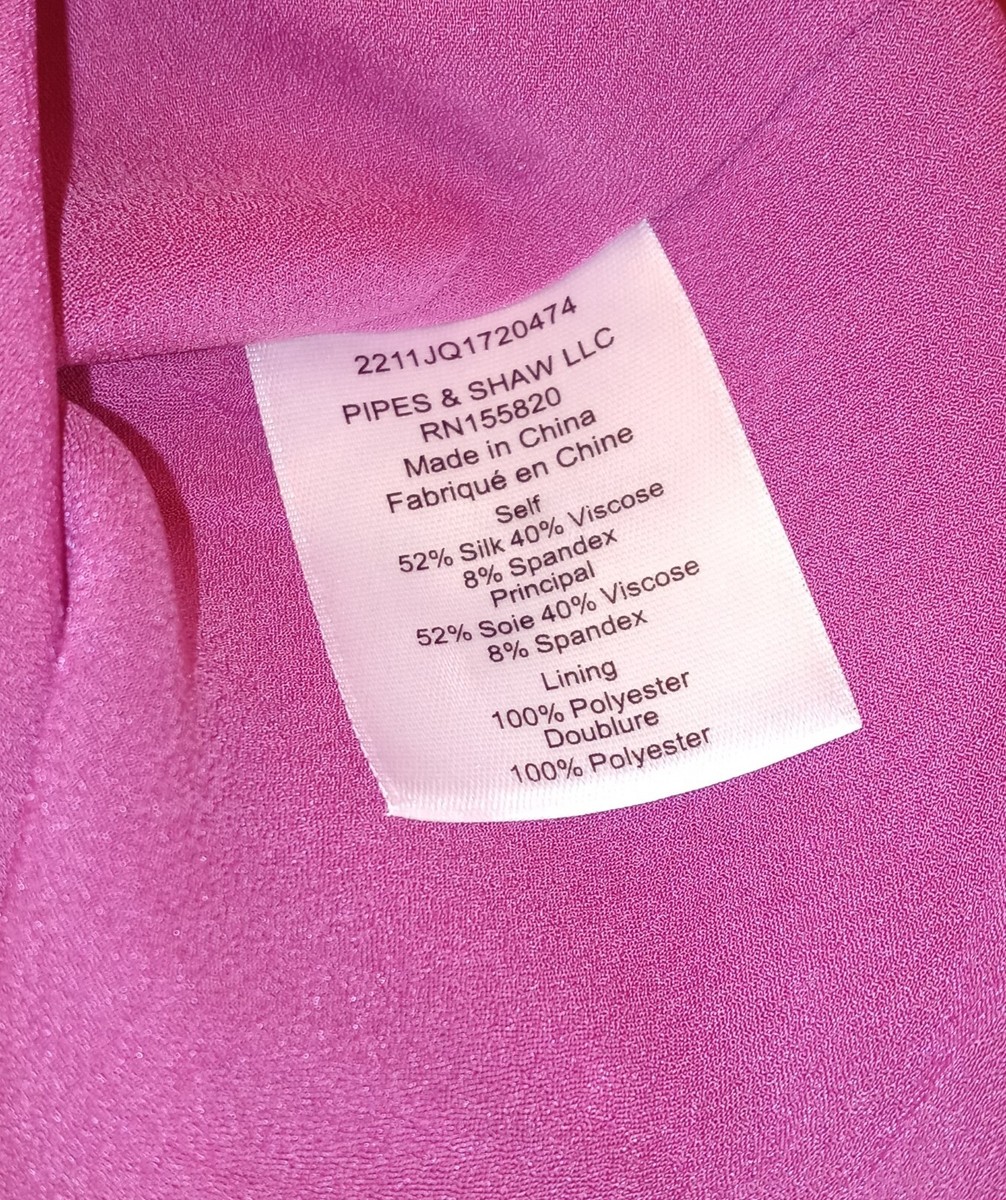 2211JQ1720474
PIPES & SHAW LLC
RN155820
Made in China
Fabriqué en Chine
Self
52% Silk 40% Viscose
8% Spandex
Principal
52% Soie 40% Viscose
8% Spandex
Lining
100% Polyester
Doublure
100% Polyester